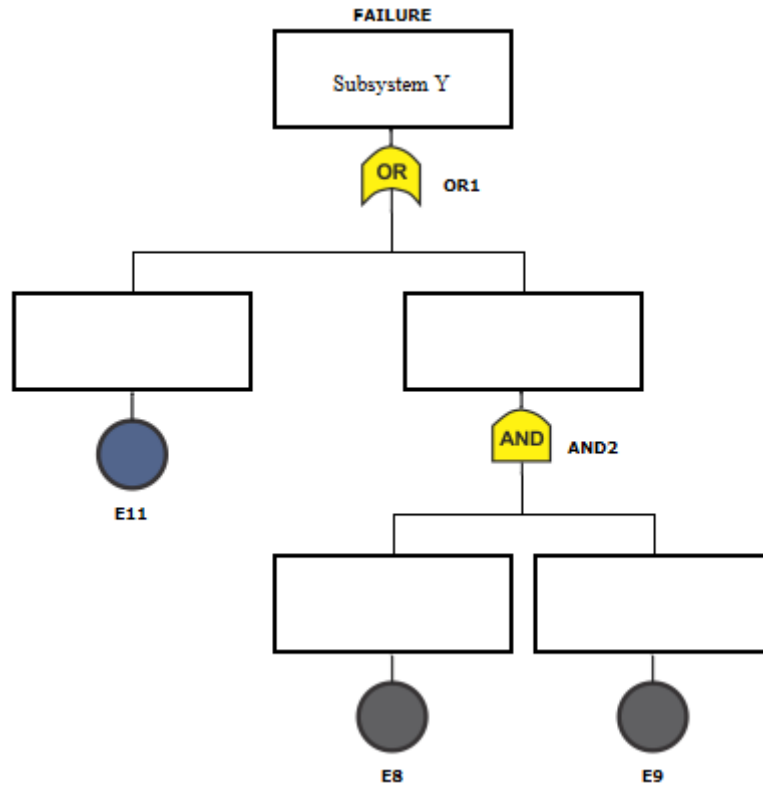 FAILURE
Subsystem Y
OR
OR1
AND
AND2
E11
E8
E9